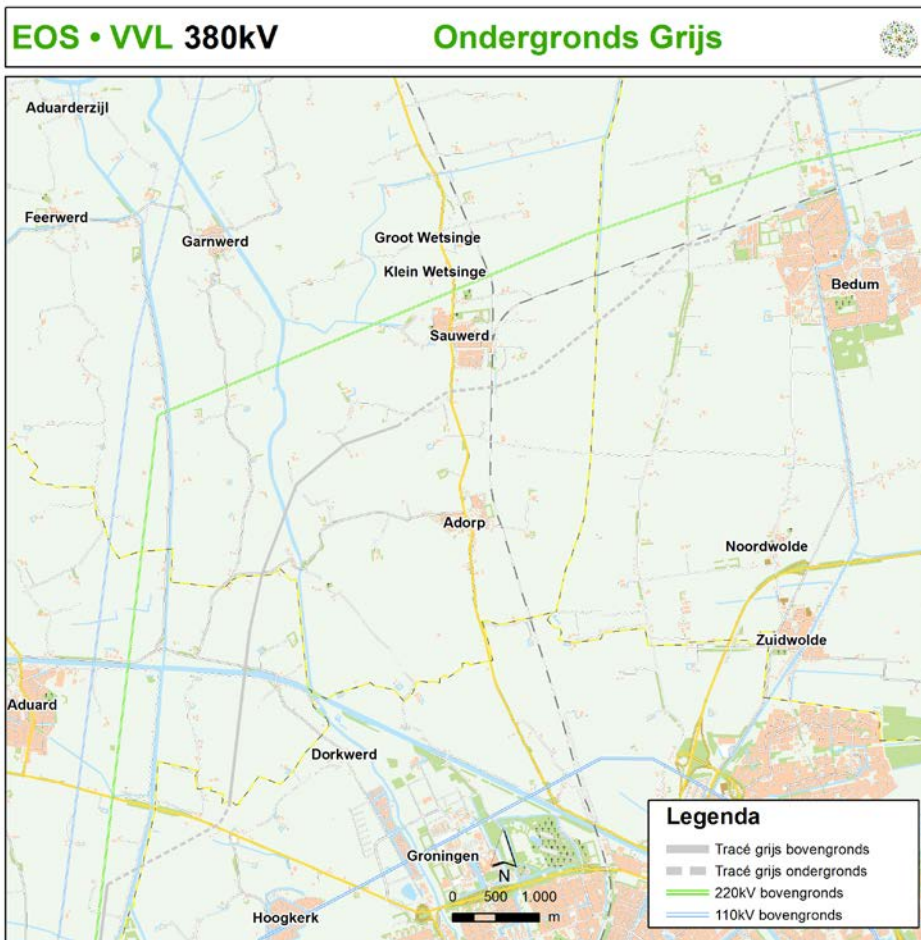 EOS • VVL 380kV Ondergronds Grijs
Aduarderzijl
Feerwerd
Garnwerd
Groot Wetsinge
Klein Wetsinge
Bedum
Sauwerd
Adorp
Noordwolde
Zuidwolde
Aduard
Dorkwerd
Groningen
Hoogkerk
N
0 500 1.000
m
Legenda
Tracé grijs bovengronds
Tracé grijs ondergronds
220kV bovengronds
110kV bovengronds